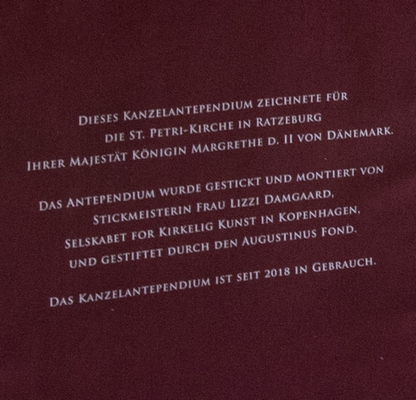 Dieses Kanzelantependium zeichnete für
die St. Petri-Kirche in Ratzeburg
Ihrer Majestät Königin Margrethe d. II von Dänemark.
Das Antependium wurde gestickt und montiert von
Stickmeisterin Frau Lizzi Damgaard,
Selskabet for Kirkelig Kunst in Kopenhagen,
und gestiftet durch den Augustinus Fond.
Das Kanzelantependium ist seit 2018 in Gebrauch.